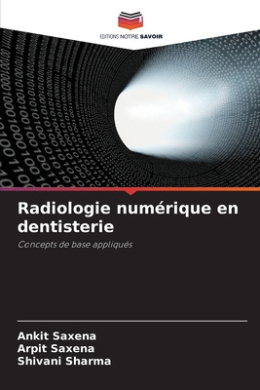 EDITIONS NOTRE SAVOIR
Radiologie numérique en
dentisterie
Concepts de base appliqués
Ankit Saxena
Arpit Saxena
Shivani Sharma